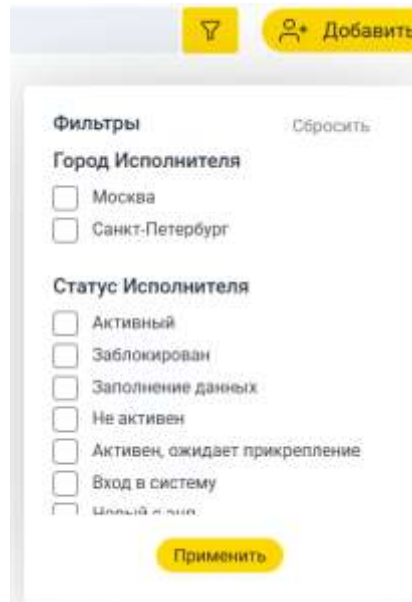 Добавить
Фильтры
Сбросить
Город Исполнителя
Москва
Санкт-Петербург
Статус Исполнителя
Активный
Заблокирован
Заполнение данных
Не активен
Активен, ожидает прикрепление
Вход в систему
Применить